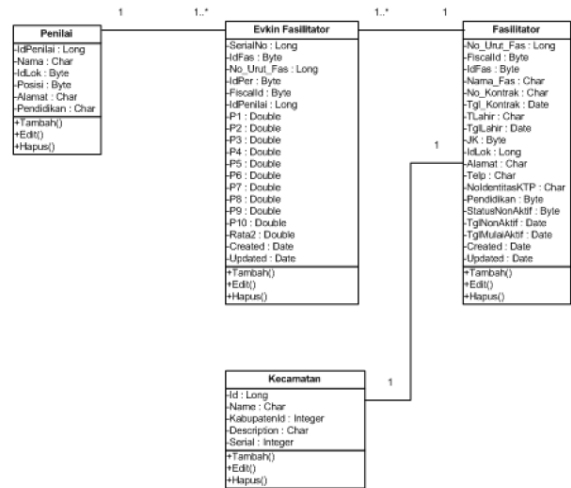 1
1..*
1..*
1
Penilai
-IdPenilai : Long
-Nama : Char
-IdLok : Byte
-Posisi : Byte
-Alamat : Char
-Pendidikan : Char
+Tambah()
+Edit()
+Hapus()
Evkin Fasilitator
-SerialNo : Long
-IdFas : Byte
-No_Urut_Fas : Long
-IdPer : Byte
-FiscalId : Byte
-IdPenilai : Long
-P1 : Double
-P2 : Double
-P3 : Double
-P4 : Double
-P5 : Double
-P6 : Double
-P7 : Double
-P8 : Double
-P9 : Double
-P10 : Double
-Rata2 : Double
-Created : Date
-Updated : Date
+Tambah()
+Edit()
+Hapus()
Fasilitator
-No_Urut_Fas : Long
-FiscalId : Byte
-IdFas : Byte
-Nama_Fas : Char
-No_Kontrak : Char
-Tgl_Kontrak : Date
-TLahir : Char
-TglLahir : Date
-JK : Byte
-IdLok : Long
-Alamat : Char
-Telp : Char
-NoIdentitasKTP : Char
-Pendidikan : Byte
-StatusNonAktif : Byte
-TglNonAktif : Date
-TglMulaiAktif : Date
-Created : Date
-Updated : Date
+Tambah()
+Edit()
+Hapus()
1
1
Kecamatan
-Id : Long
-Name : Char
-KabupatenId : Integer
-Description : Char
-Serial : Integer
+Tambah()
+Edit()
+Hapus()